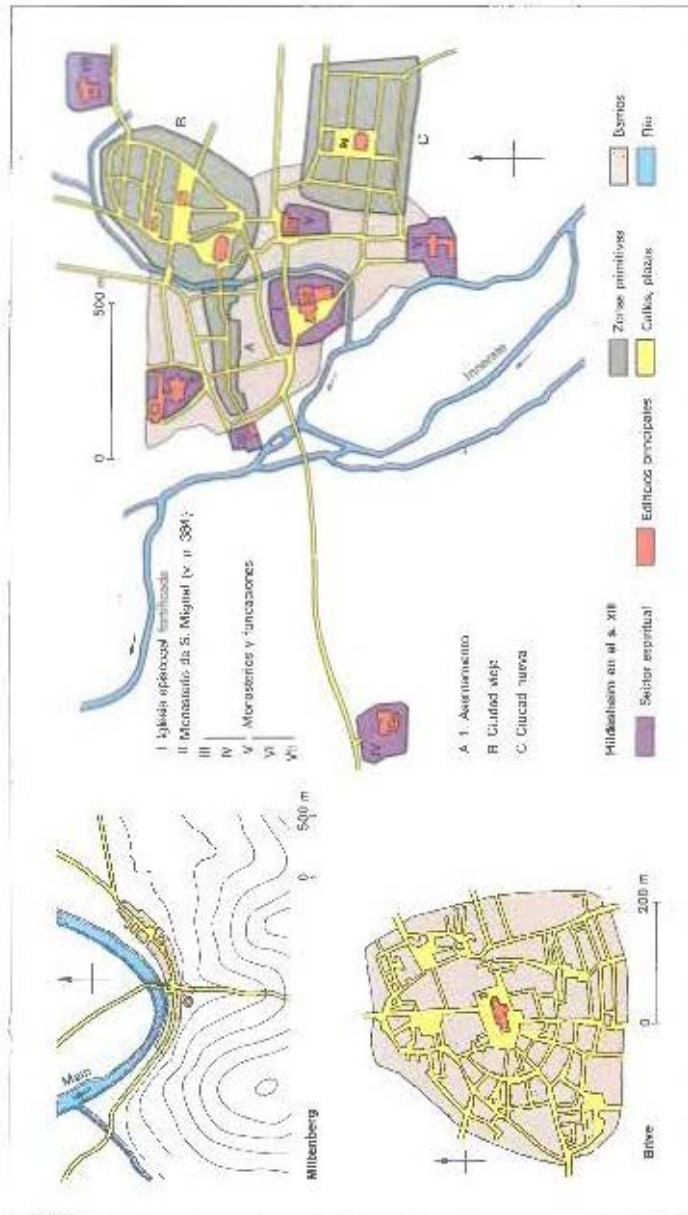 Main
Miltenberg
0 500 m
Brive
0 200 m
I Iglesia episcopal fortificada
II Monasterio de S. Miguel (v. p. 384)
III
IV
V Monasterios y fundaciones
VI
VII
A 1. Asentamiento
B Ciudad vieja
C Ciudad nueva
Hildesheim en el s. XIII
Sector espiritual
Edificios principales
Zonas primitivas
Calles, plazas
Barrios
Río
0 500 m
Innerste
A
B
C
IV
V